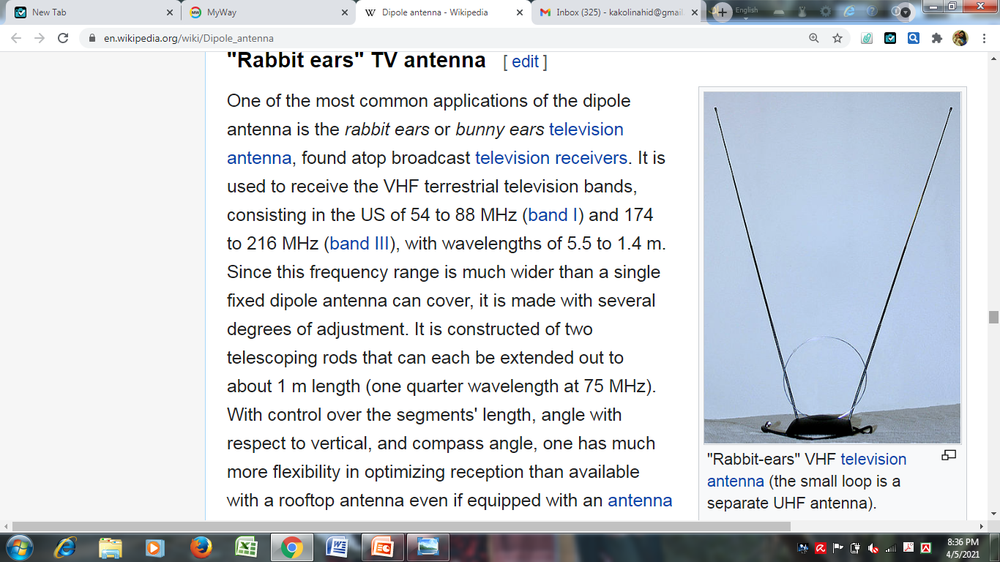 New Tab
MyWay
Dipole antenna - Wikipedia
Inbox (325) - kakolinahid@gmail.
English
en.wikipedia.org/wiki/Dipole_antenna
"Rabbit ears" TV antenna [ edit ]
One of the most common applications of the dipole
antenna is the rabbit ears or bunny ears television
antenna, found atop broadcast television receivers. It is
used to receive the VHF terrestrial television bands,
consisting in the US of 54 to 88 MHz (band I) and 174
to 216 MHz (band III), with wavelengths of 5.5 to 1.4 m.
Since this frequency range is much wider than a single
fixed dipole antenna can cover, it is made with several
degrees of adjustment. It is constructed of two
telescoping rods that can each be extended out to
about 1 m length (one quarter wavelength at 75 MHz).
With control over the segments' length, angle with
respect to vertical, and compass angle, one has much
more flexibility in optimizing reception than available
with a rooftop antenna even if equipped with an antenna
"Rabbit-ears" VHF television
antenna (the small loop is a
separate UHF antenna).
8:36 PM
4/5/2021